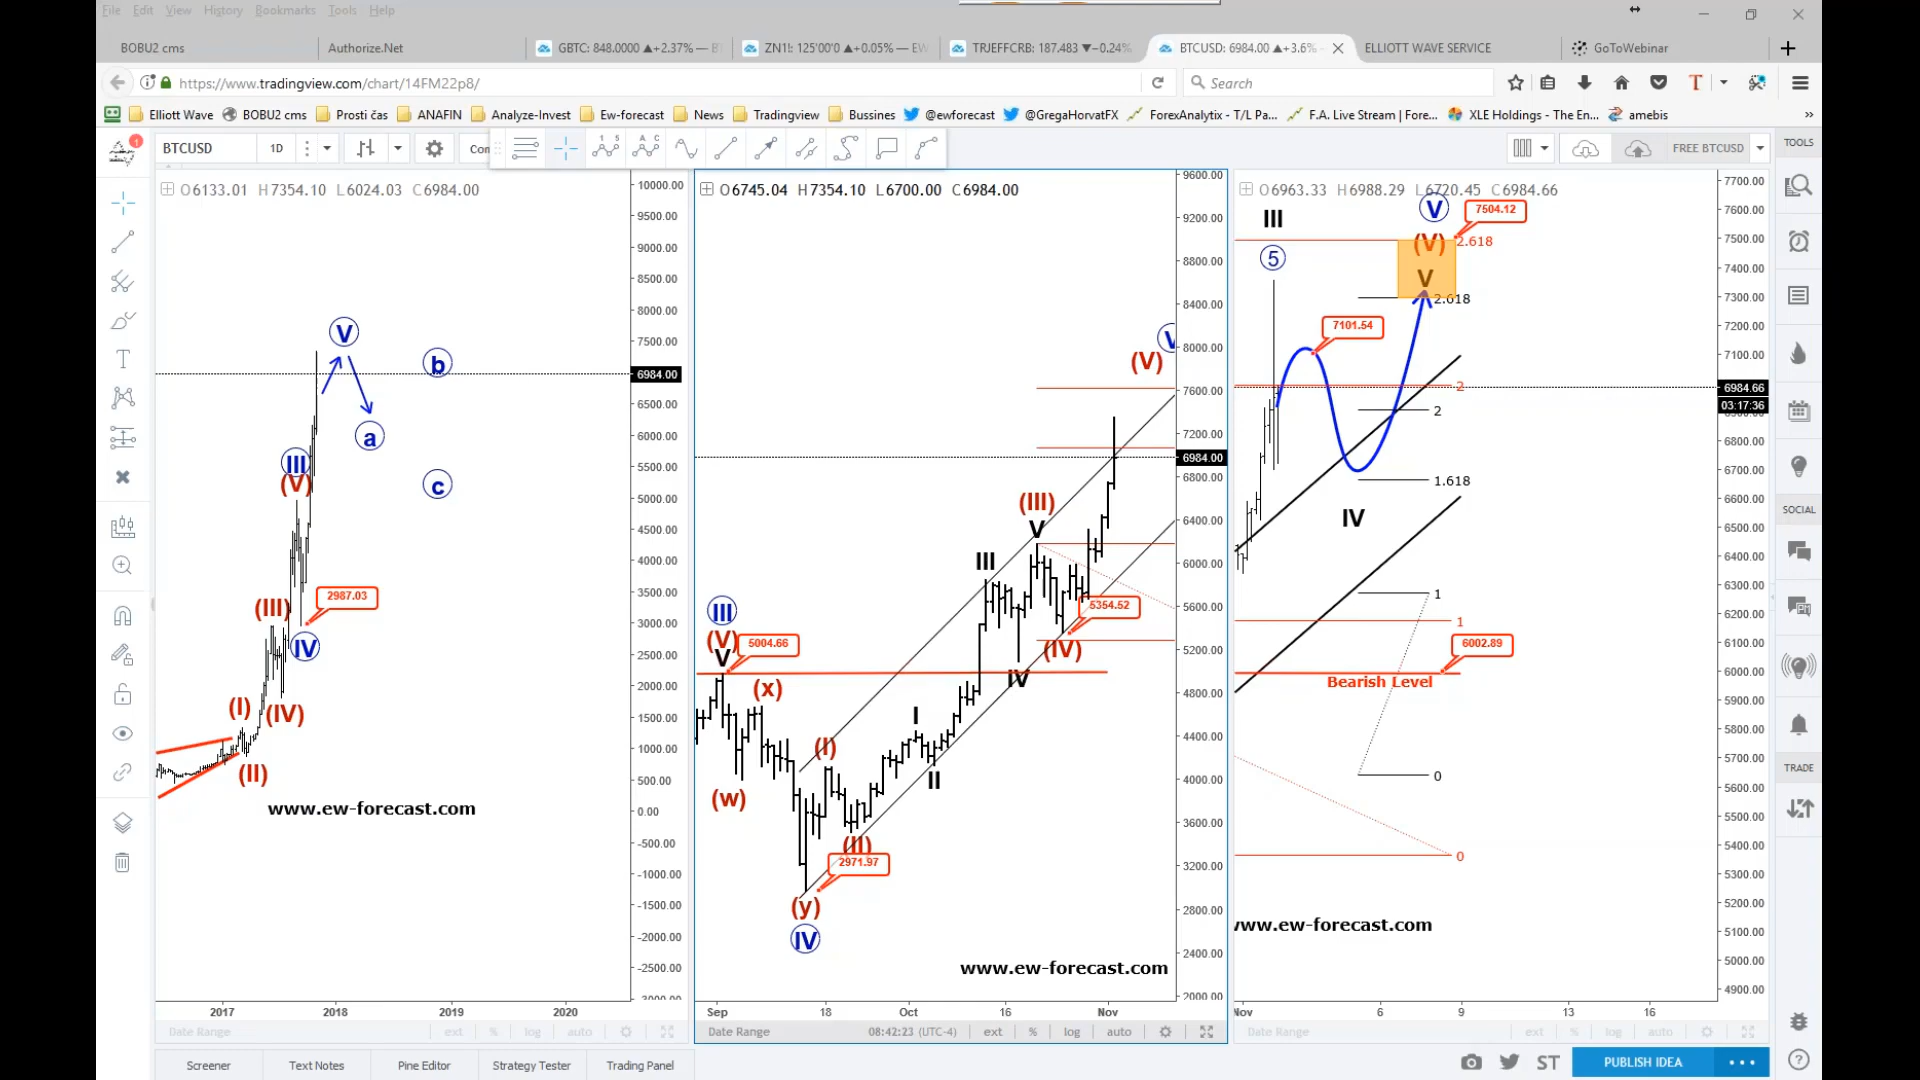 File Edit View History Bookmarks Tools Help
BOBU2 cms
Authorize.Net
GBTC: 848.0000 ▲+2.37% —
ZN1!: 125'00'0 ▲+0.05% — EW
TRJEFFCRB: 187.483 ▼−0.24%
BTCUSD: 6984.00 ▲+3.6%
ELLIOTT WAVE SERVICE
GoToWebinar
https://www.tradingview.com/chart/14FM22p8/
Search
Elliott Wave
BOBU2 cms
Prosti čas
ANAFIN
Analyze-Invest
Ew-forecast
News
Tradingview
Bussines
@ewforecast
@GregaHorvatFX
ForexAnalytix - T/L Pa...
F.A. Live Stream | Fore...
XLE Holdings - The En...
amebis
1
BTCUSD
1D
Com
FREE BTCUSD
TOOLS
O6133.01 H7354.10 L6024.03 C6984.00
V
b
a
III
(V)
c
2987.03
(III)
IV
(I)
(IV)
(II)
www.ew-forecast.com
10000.00
9500.00
9000.00
8500.00
8000.00
7500.00
6984.00
6500.00
6000.00
5500.00
5000.00
4500.00
4000.00
3500.00
3000.00
2500.00
2000.00
1500.00
1000.00
500.00
0.00
-500.00
-1000.00
-1500.00
-2000.00
-2500.00
-3000.00
2017 2018 2019 2020
Date Range
ext % log auto
O6745.04 H7354.10 L6700.00 C6984.00
V
(V)
(III)
V
III
III
(V)
V
5004.66
5354.52
(IV)
IV
(x)
I
(I)
II
(w)
(II)
2971.97
(y)
IV
www.ew-forecast.com
9600.00
9200.00
8800.00
8400.00
8000.00
7600.00
7200.00
6984.00
6800.00
6400.00
6000.00
5600.00
5200.00
4800.00
4400.00
4000.00
3600.00
3200.00
2800.00
2400.00
2000.00
Sep 18 Oct 16 Nov
Date Range 08:42:23 (UTC-4) ext % log auto
O6963.33 H6988.29 L6720.45 C6984.66
III
V
7504.12
(V)
2.618
5
V
2.618
7101.54
2
2
1.618
IV
1
1
6002.89
Bearish Level
0
0
www.ew-forecast.com
7700.00
7600.00
7500.00
7400.00
7300.00
7200.00
7100.00
6984.66
03:17:36
6800.00
6700.00
6600.00
6500.00
6400.00
6300.00
6200.00
6100.00
6000.00
5900.00
5800.00
5700.00
5600.00
5500.00
5400.00
5300.00
5200.00
5100.00
5000.00
4900.00
Nov 6 9 13 16
Date Range
ext % log auto
SOCIAL
TRADE
Screener
Text Notes
Pine Editor
Strategy Tester
Trading Panel
ST
PUBLISH IDEA